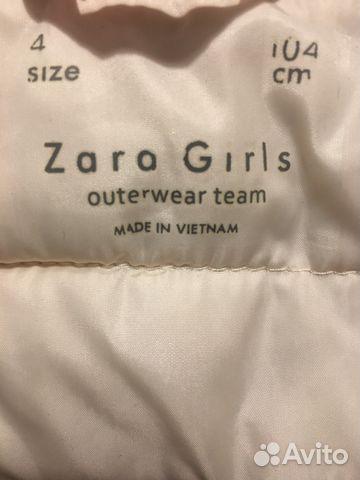 4 104
size cm
Zara Girls
outerwear team
MADE IN VIETNAM
Avito